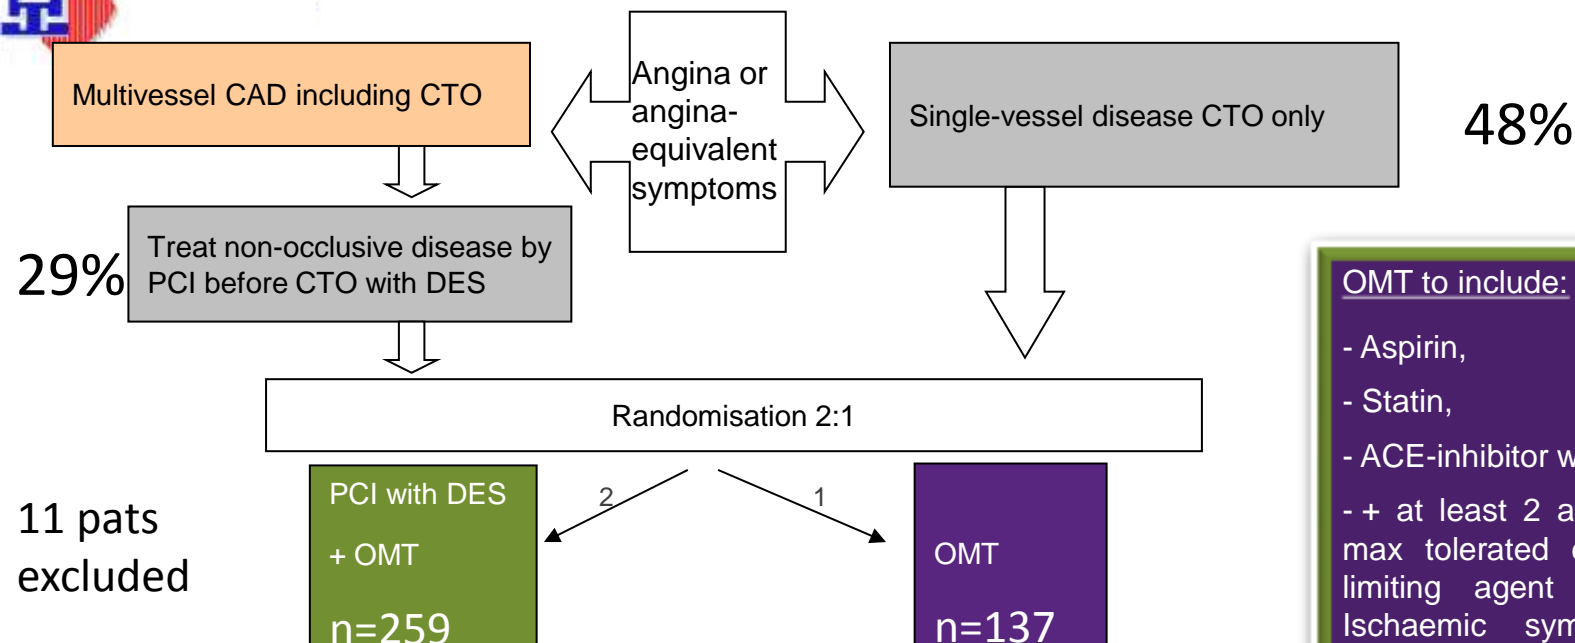 Multivessel CAD including CTO
Angina or
angina-
equivalent
symptoms
Single-vessel disease CTO only
48%
29%
Treat non-occlusive disease by
PCI before CTO with DES
Randomisation 2:1
2
1
11 pats
excluded
PCI with DES
+ OMT
n=259
OMT
n=137
OMT to include:
- Aspirin,
- Statin,
- ACE-inhibitor
- + at least 2
max tolerated
limiting agent
Ischaemic